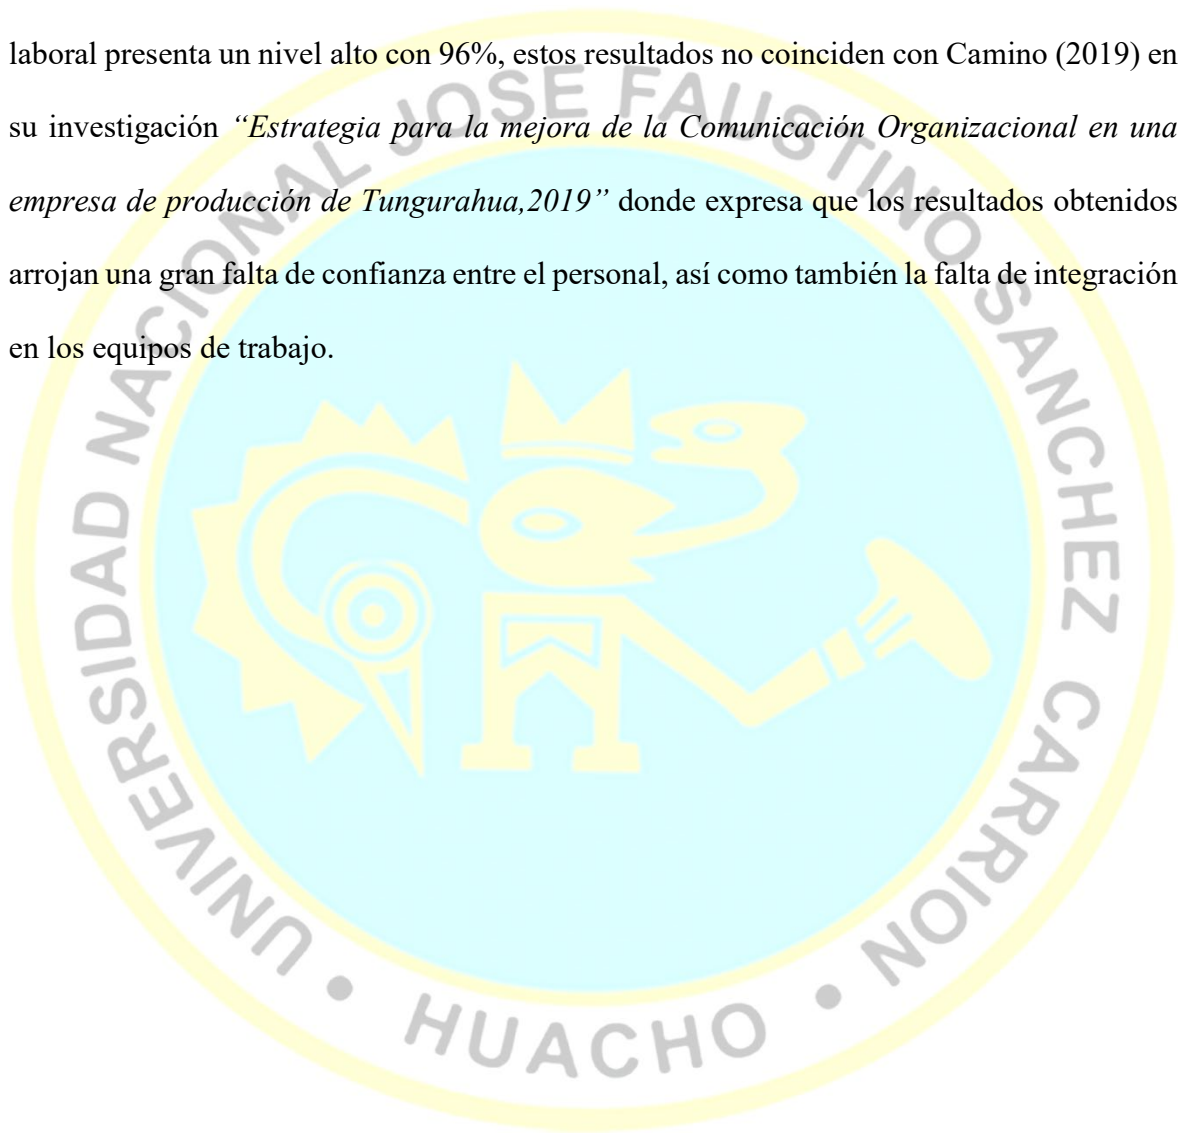 laboral presenta un nivel alto con 96%, estos resultados no coinciden con Camino (2019) en
su investigación “Estrategia para la mejora de la Comunicación Organizacional en una
empresa de producción de Tungurahua,2019” donde expresa que los resultados obtenidos
arrojan una gran falta de confianza entre el personal, así como también la falta de integración
en los equipos de trabajo.
UNIVERSIDAD NACIONAL JOSE FAUSTINO SANCHEZ CARRION
• HUACHO •